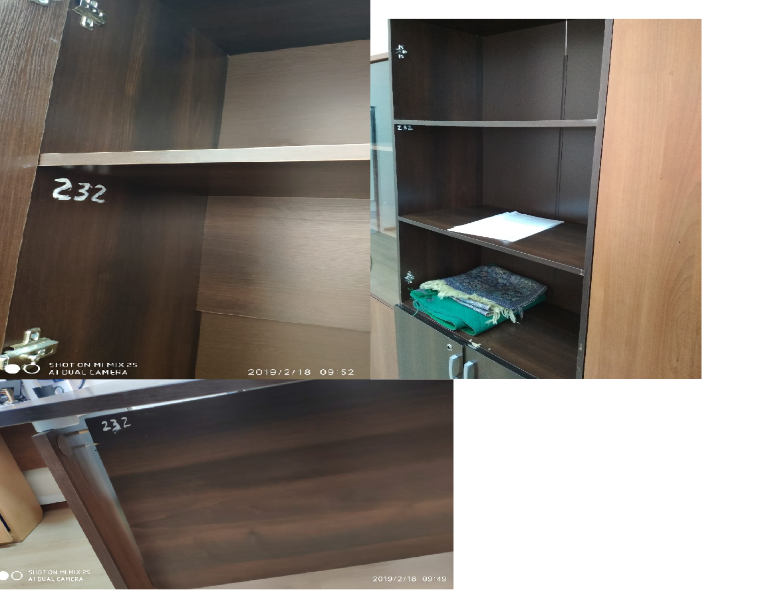 232
SHOT ON MI MIX 2S
AI DUAL CAMERA
2019/2/18 09:52
232
232
SHOT ON MI MIX 2S
AI DUAL CAMERA
2019/2/18 09:49